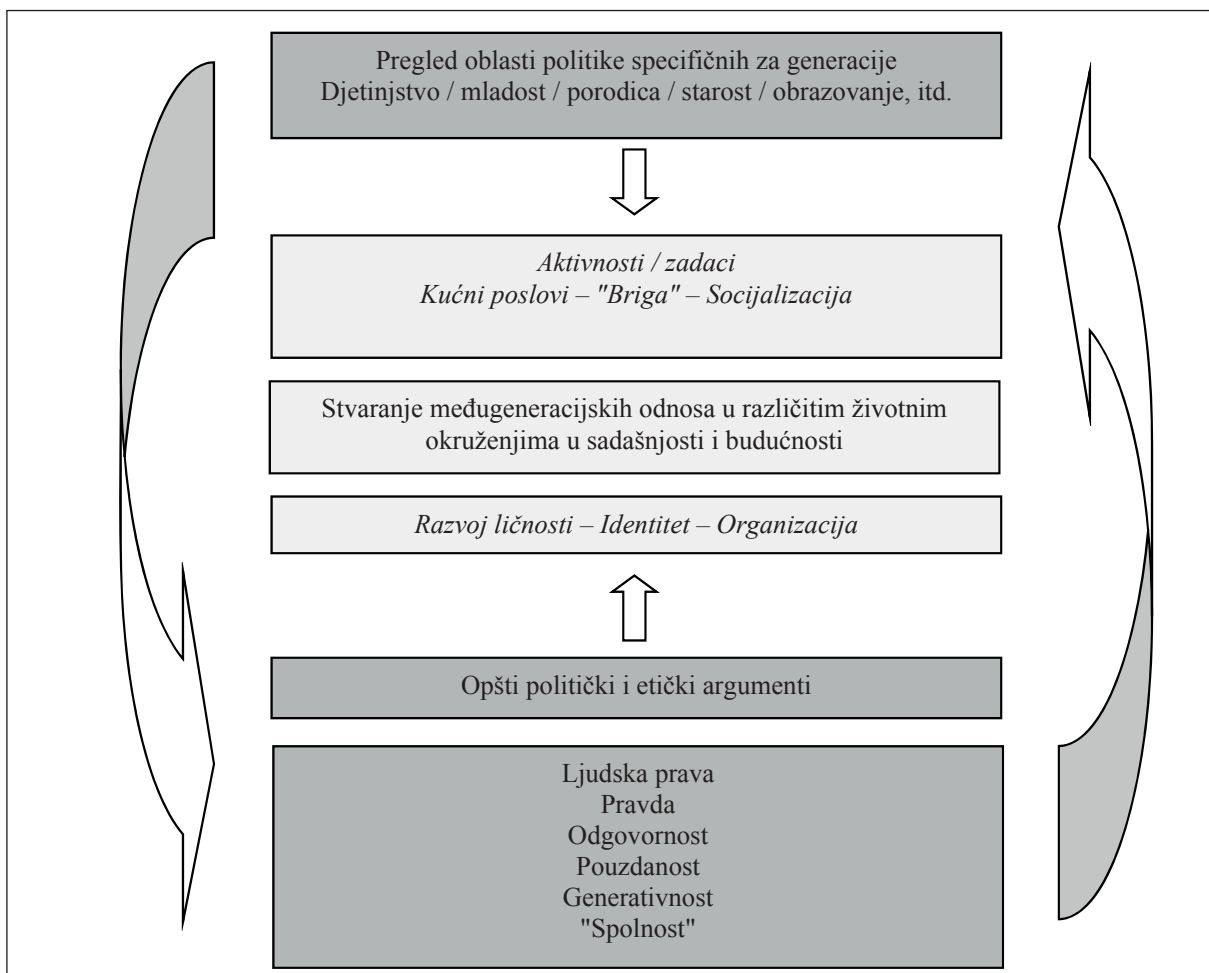 Pregled oblasti politike specifičnih za generacije
Djetinjstvo / mladost / porodica / starost / obrazovanje, itd.
Aktivnosti / zadaci
Kućni poslovi – "Briga" – Socijalizacija
Stvaranje međugeneracijskih odnosa u različitim životnim
okruženjima u sadašnjosti i budućnosti
Razvoj ličnosti – Identitet – Organizacija
Opšti politički i etički argumenti
Ljudska prava
Pravda
Odgovornost
Pouzdanost
Generativnost
"Spolnost"